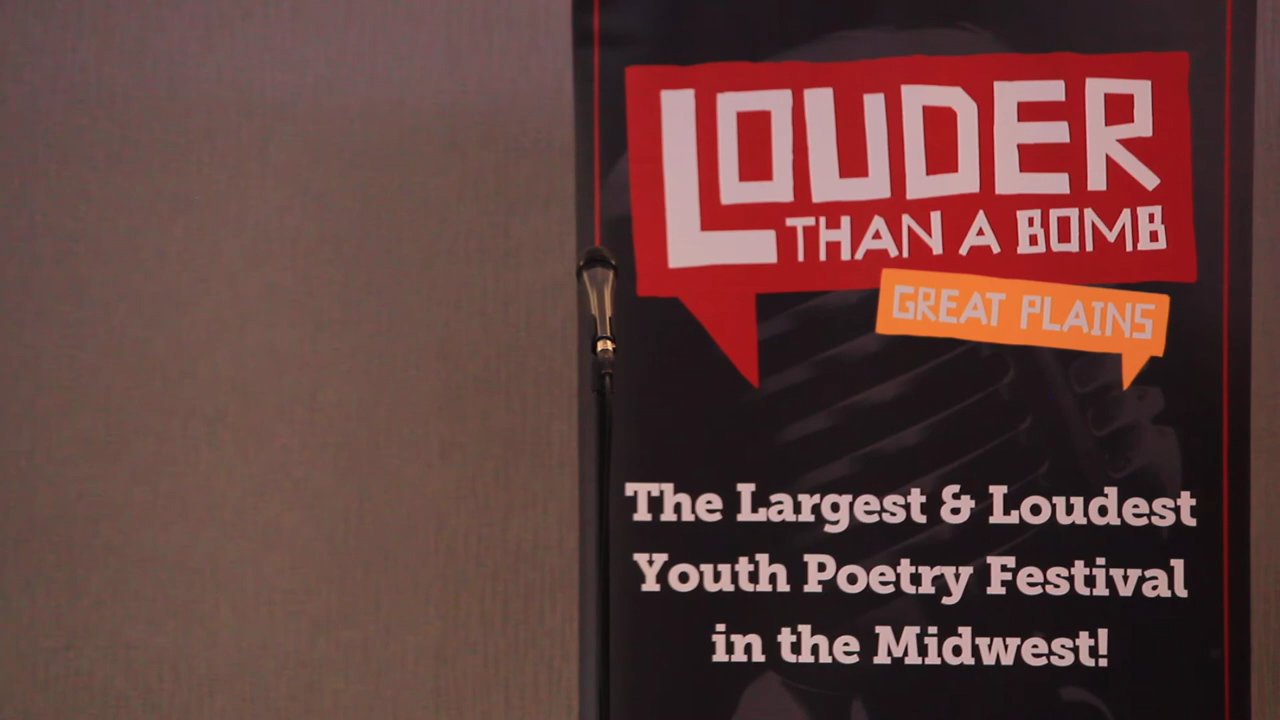 LOUDER
THAN A BOMB
GREAT PLAINS
The Largest & Loudest
Youth Poetry Festival
in the Midwest!